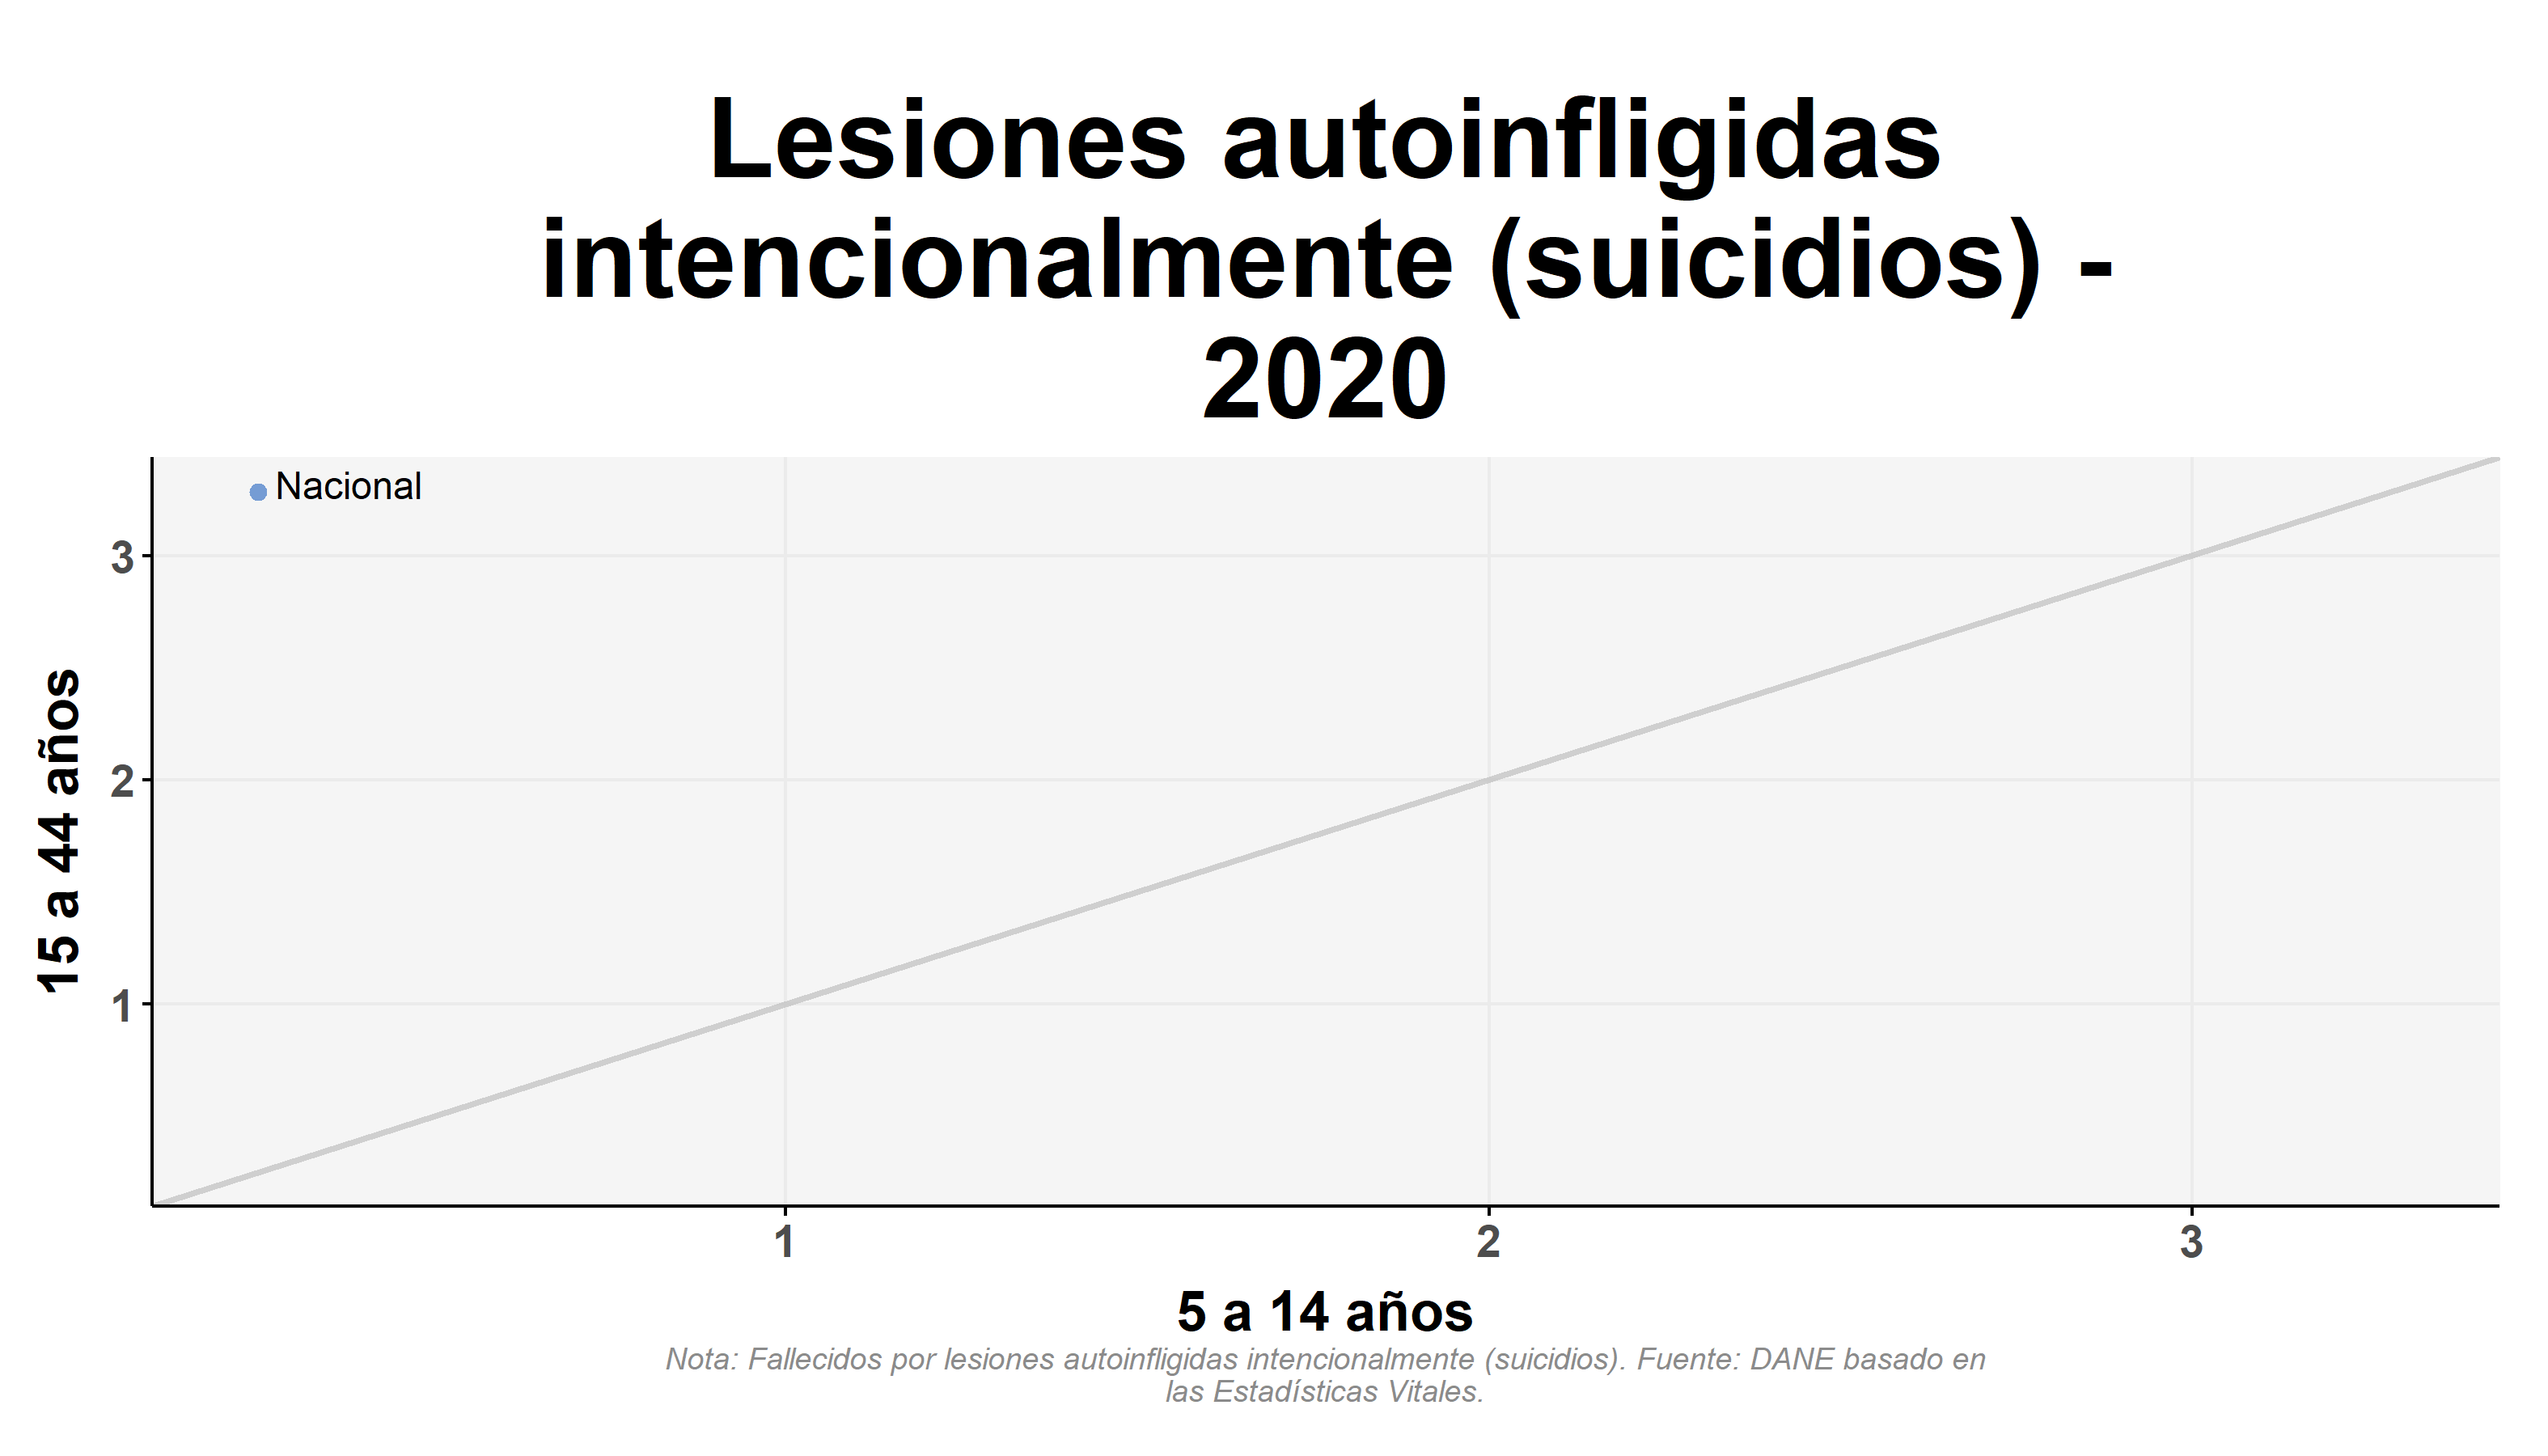 Lesiones autoinfligidas
intencionalmente (suicidios) -
2020
Nacional
3
2
1
15 a 44 años
1
2
3
5 a 14 años
Nota: Fallecidos por lesiones autoinfligidas intencionalmente (suicidios). Fuente: DANE basado en
las Estadísticas Vitales.